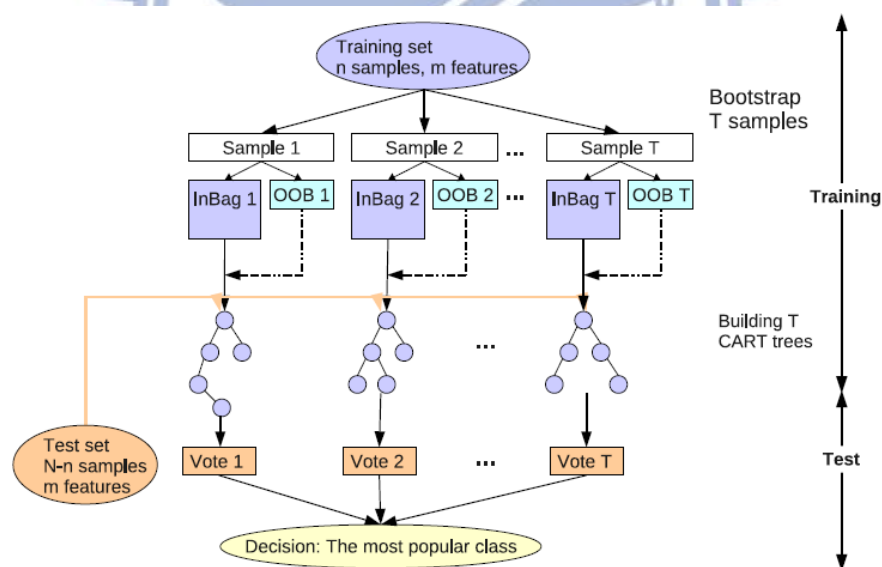 Training set
n samples, m features
Bootstrap
T samples
Sample 1
Sample 2
...
Sample T
InBag 1
OOB 1
InBag 2
OOB 2
...
InBag T
OOB T
Training
Building T
CART trees
...
Test set
N-n samples
m features
Vote 1
Vote 2
...
Vote T
Test
Decision: The most popular class